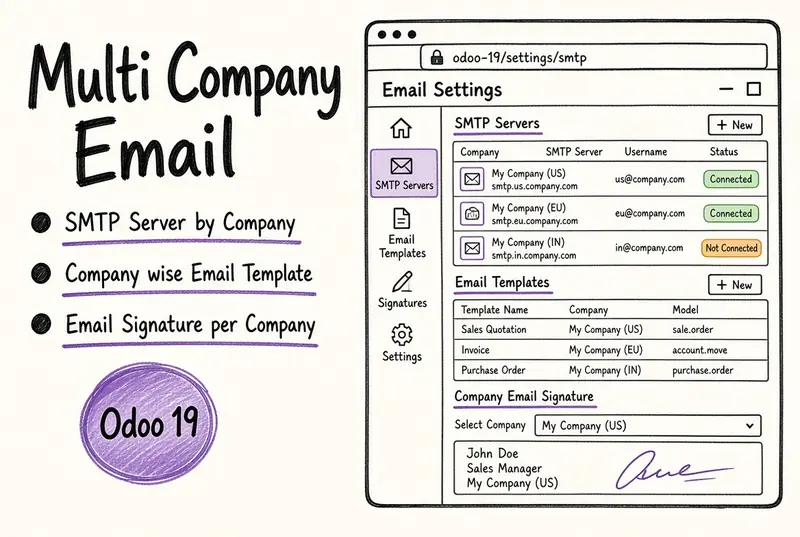 Multi Company
Email
SMTP Server by Company
Company wise Email Template
Email Signature per Company
Odoo 19
odoo-19/settings/smtp
Email Settings
SMTP Servers
Email
Templates
Signatures
Settings
SMTP Servers
+ New
Company SMTP Server Username Status
My Company (US)
smtp.us.company.com
us@company.com
Connected
My Company (EU)
smtp.eu.company.com
eu@company.com
Connected
My Company (IN)
smtp.in.company.com
in@company.com
Not Connected
Email Templates
+ New
Template Name Company Model
Sales Quotation My Company (US) sale.order
Invoice My Company (EU) account.move
Purchase Order My Company (IN) purchase.order
Company Email Signature
Select Company My Company (US)
John Doe
Sales Manager
My Company (US)